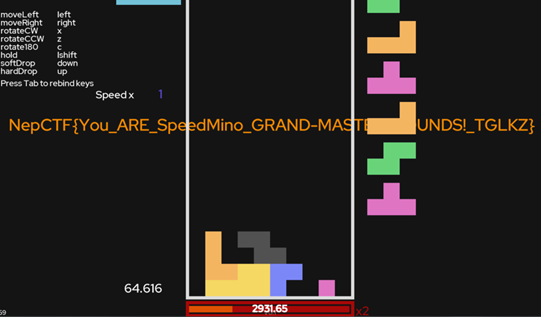 moveLeft left
moveRight right
rotateCW x
rotateCCW z
rotate180 c
hold lshift
softDrop down
hardDrop up
Press Tab to rebind keys
Speed x 1
NepCTF{You_ARE_SpeedMino_GRAND-MASTE UNDS!_TGLKZ}
64.616
2931.65
x2
59